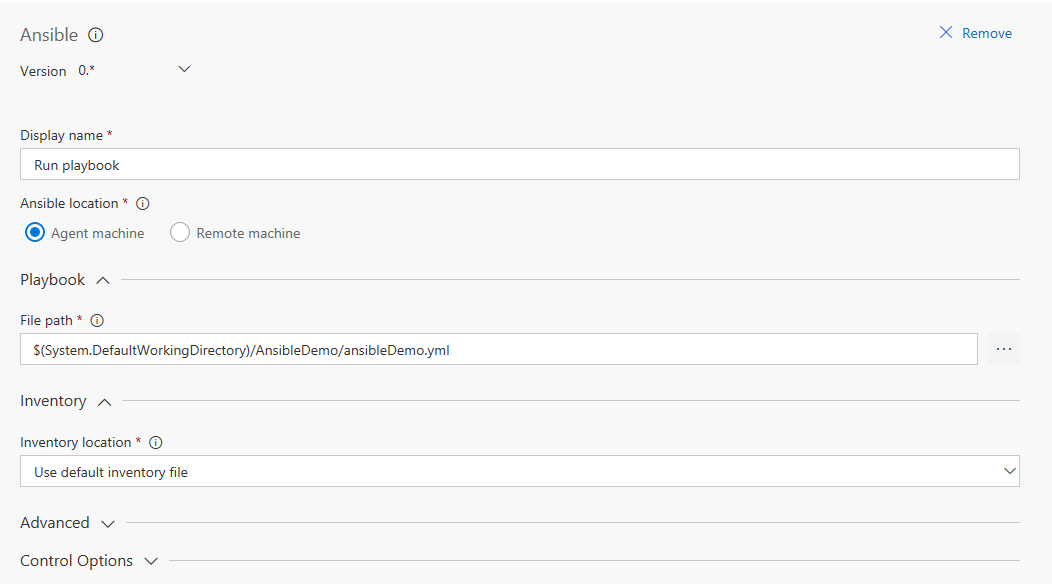 Ansible
Remove
Version 0.*
Display name *
Run playbook
Ansible location *
Agent machine Remote machine
Playbook
File path *
$(System.DefaultWorkingDirectory)/AnsibleDemo/ansibleDemo.yml
...
Inventory
Inventory location *
Use default inventory file
Advanced
Control Options